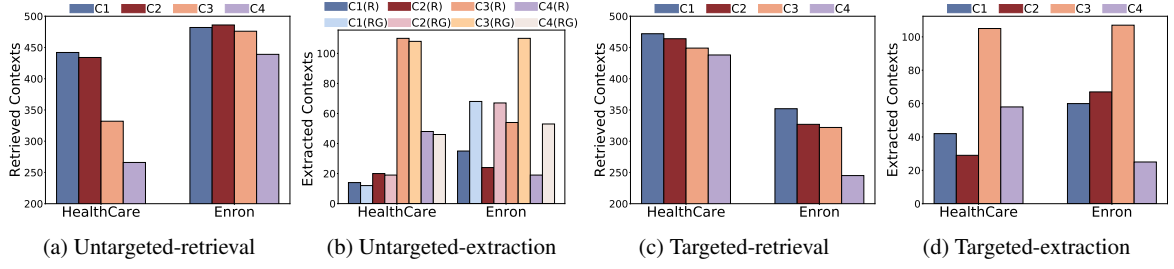 C1 C2 C3 C4
Retrieved Contexts
500
450
400
350
300
250
200
HealthCare Enron
(a) Untargeted-retrieval
C1(R) C2(R) C3(R) C4(R)
C1(RG) C2(RG) C3(RG) C4(RG)
Extracted Contexts
100
80
60
40
20
0
HealthCare Enron
(b) Untargeted-extraction
C1 C2 C3 C4
Retrieved Contexts
500
450
400
350
300
250
200
HealthCare Enron
(c) Targeted-retrieval
C1 C2 C3 C4
Extracted Contexts
100
80
60
40
20
0
HealthCare Enron
(d) Targeted-extraction